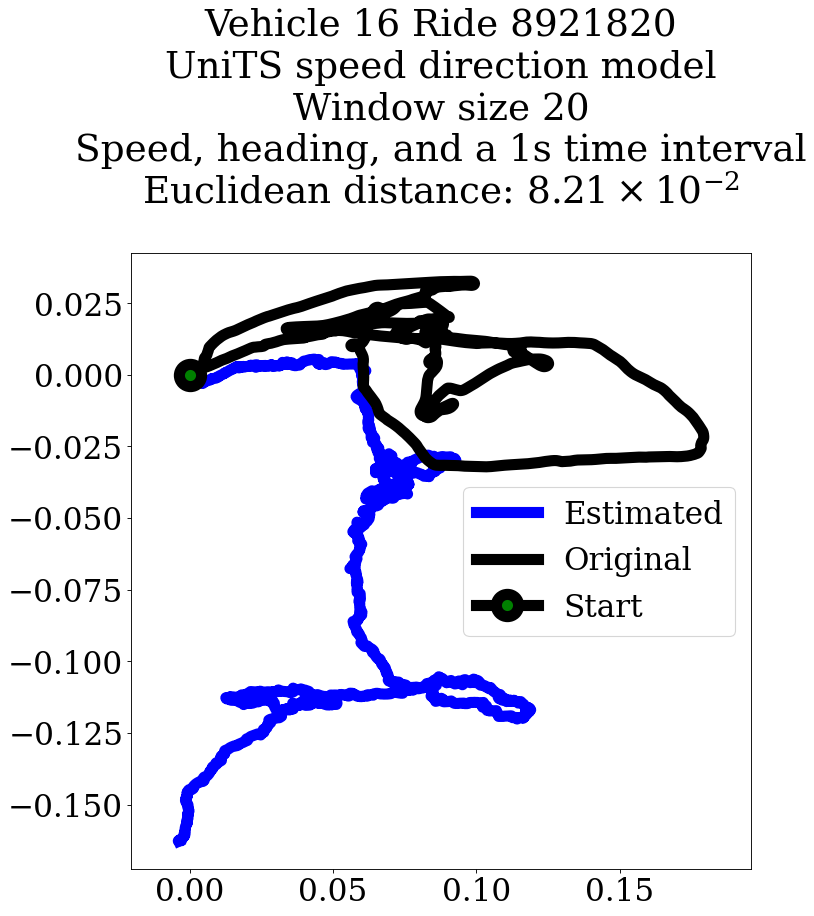 Vehicle 16 Ride 8921820
UniTS speed direction model
Window size 20
Speed, heading, and a 1s time interval
Euclidean distance: 8.21 × 10⁻²
0.025
0.000
−0.025
−0.050
−0.075
−0.100
−0.125
−0.150
Estimated
Original
Start
0.00 0.05 0.10 0.15